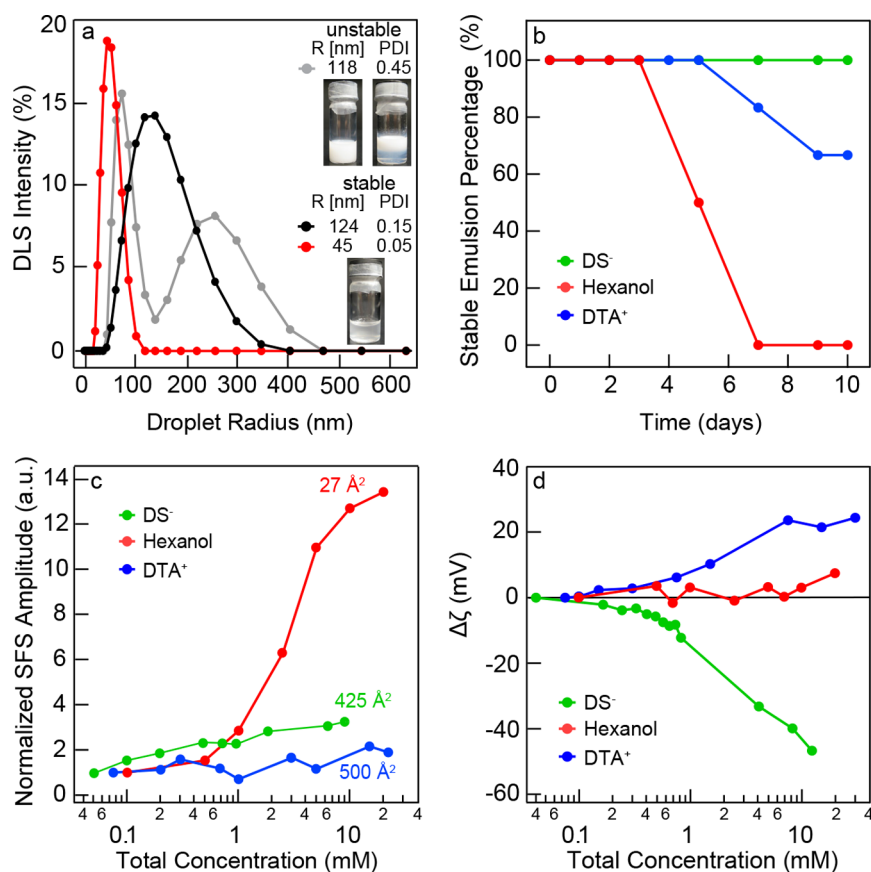 a
unstable
R [nm] PDI
118 0.45
stable
R [nm] PDI
124 0.15
45 0.05
20
15
10
5
0
DLS Intensity (%)
0 100 200 300 400 500 600
Droplet Radius (nm)
b
100
80
60
40
20
0
Stable Emulsion Percentage (%)
DS⁻
Hexanol
DTA⁺
0 2 4 6 8 10
Time (days)
c
14
12
10
8
6
4
2
0
Normalized SFS Amplitude (a.u.)
DS⁻
Hexanol
DTA⁺
27 Å²
425 Å²
500 Å²
4 6 2 4 6 2 4 6 2 4
0.1 1 10
Total Concentration (mM)
d
40
20
0
-20
-40
-60
Δζ (mV)
DS⁻
Hexanol
DTA⁺
4 6 2 4 6 2 4 6 2 4
0.1 1 10
Total Concentration (mM)